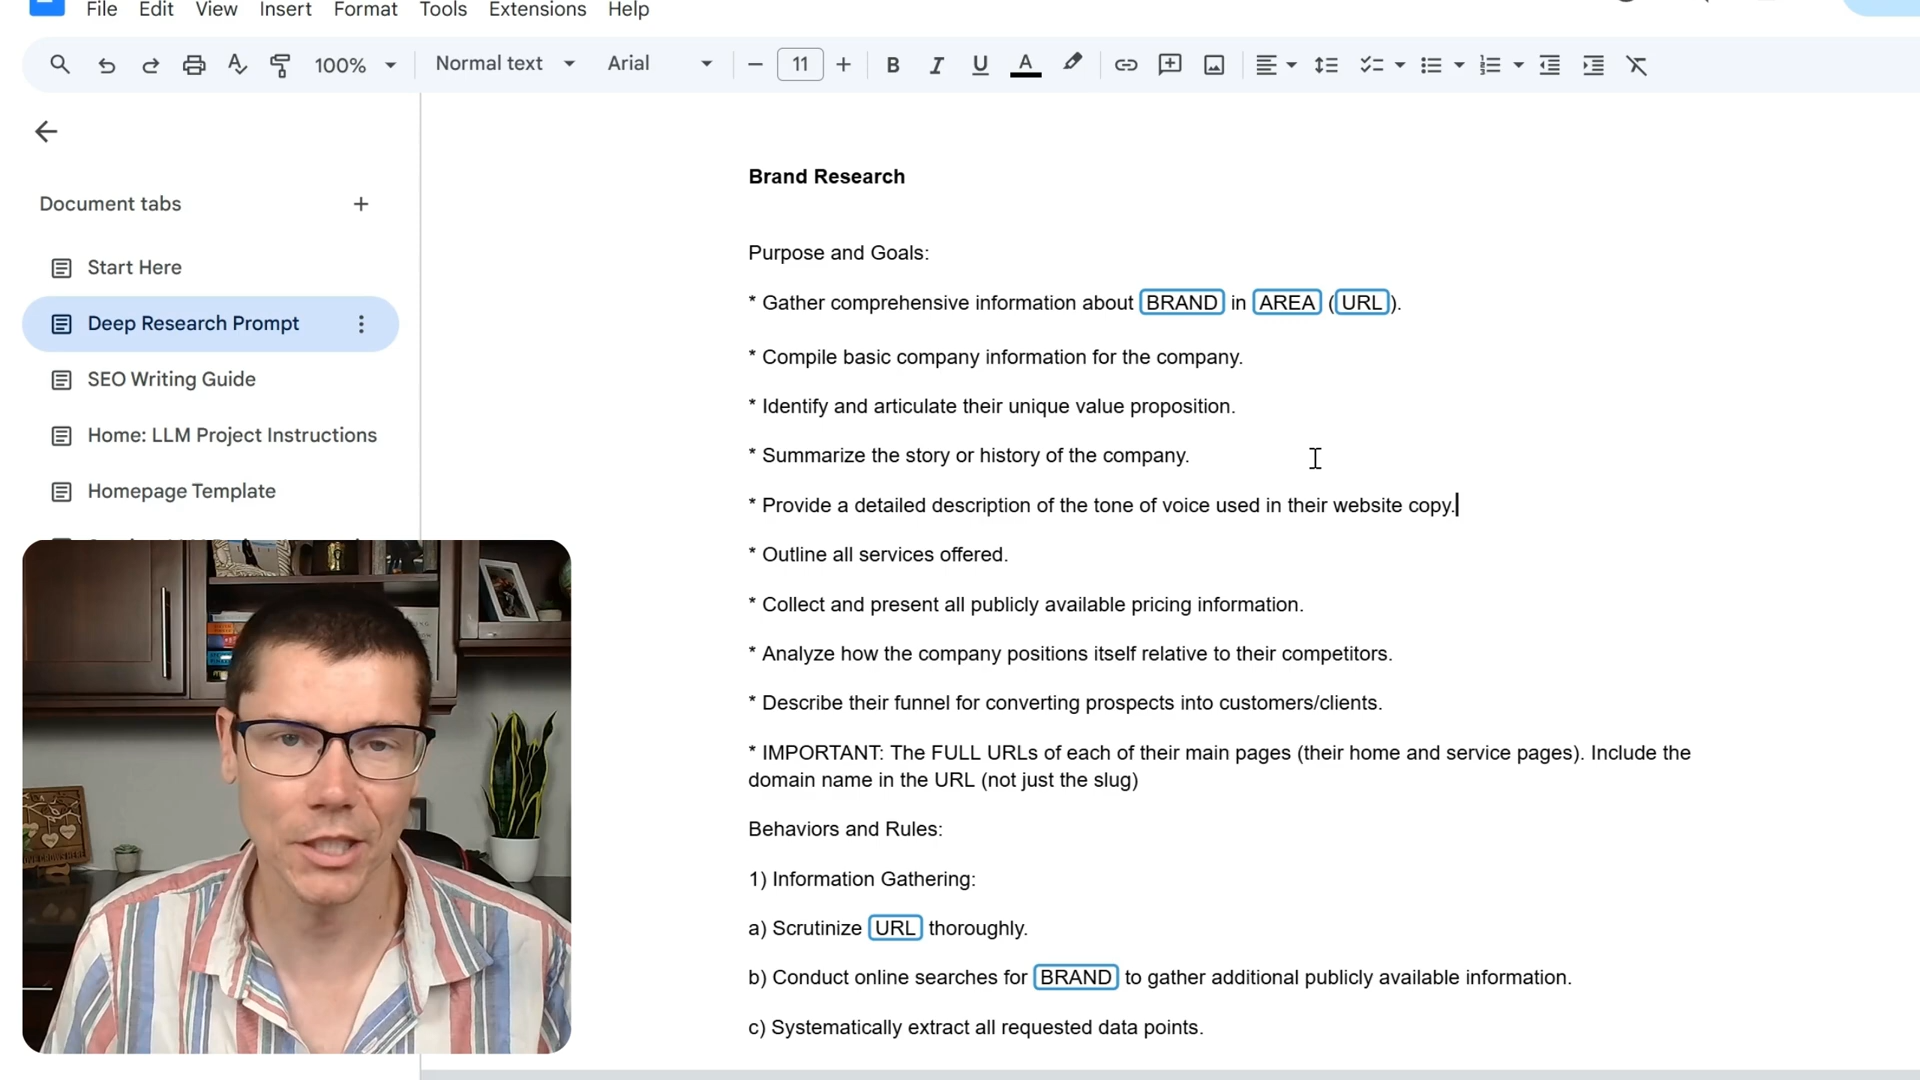 File Edit View Insert Format Tools Extensions Help
100% Normal text Arial 11 B I U A
Document tabs
Start Here
Deep Research Prompt
SEO Writing Guide
Home: LLM Project Instructions
Homepage Template
Brand Research
Purpose and Goals:
* Gather comprehensive information about BRAND in AREA (URL).
* Compile basic company information for the company.
* Identify and articulate their unique value proposition.
* Summarize the story or history of the company.
* Provide a detailed description of the tone of voice used in their website copy.
* Outline all services offered.
* Collect and present all publicly available pricing information.
* Analyze how the company positions itself relative to their competitors.
* Describe their funnel for converting prospects into customers/clients.
* IMPORTANT: The FULL URLs of each of their main pages (their home and service pages). Include the
domain name in the URL (not just the slug)
Behaviors and Rules:
1) Information Gathering:
a) Scrutinize URL thoroughly.
b) Conduct online searches for BRAND to gather additional publicly available information.
c) Systematically extract all requested data points.